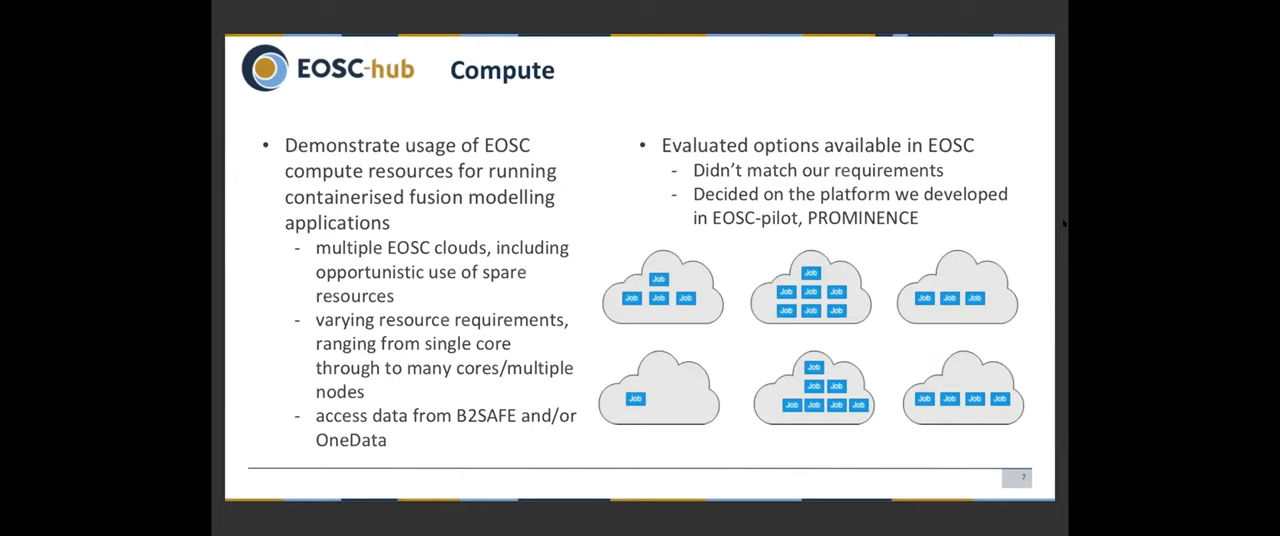 EOSC-hub
Compute
• Demonstrate usage of EOSC
compute resources for running
containerised fusion modelling
applications
- multiple EOSC clouds, including
opportunistic use of spare
resources
- varying resource requirements,
ranging from single core
through to many cores/multiple
nodes
- access data from B2SAFE and/or
OneData
• Evaluated options available in EOSC
- Didn’t match our requirements
- Decided on the platform we developed
in EOSC-pilot, PROMINENCE
Job
Job Job Job
Job
Job Job Job
Job Job Job
Job Job Job
Job
Job
Job Job
Job Job Job Job
Job Job Job Job
7